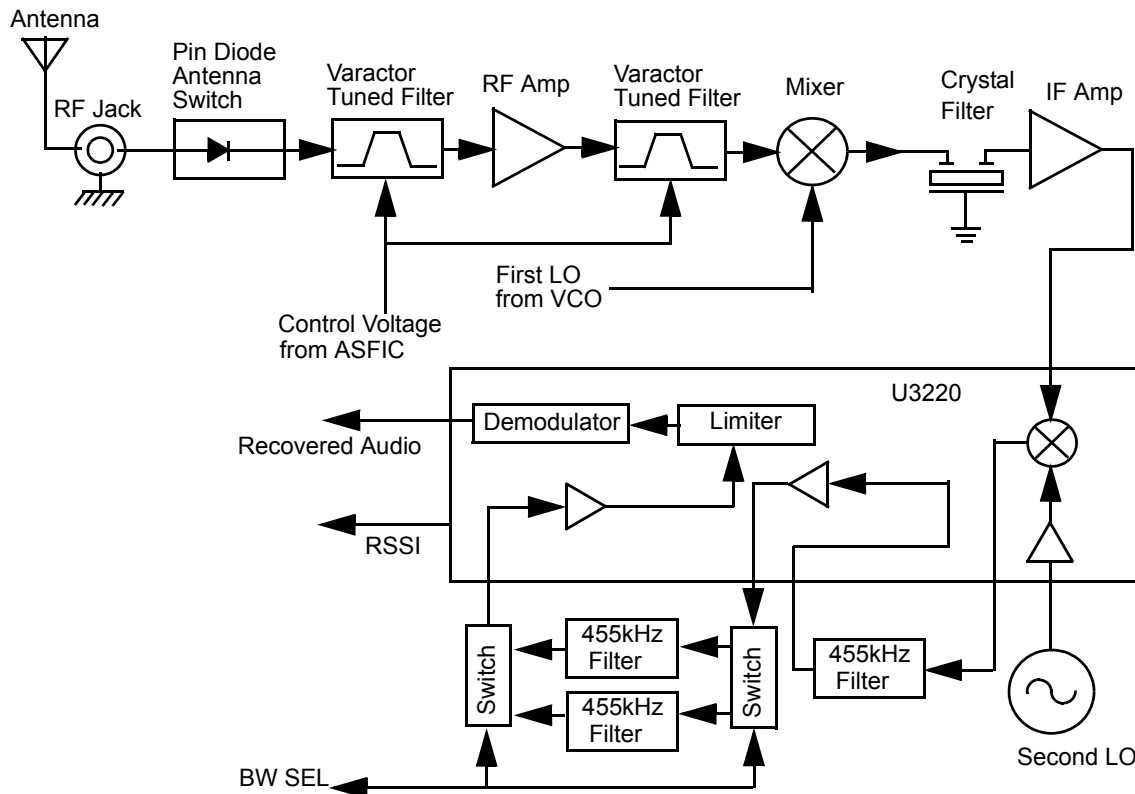 Antenna
RF Jack
Pin Diode
Antenna
Switch
Varactor
Tuned Filter
RF Amp
Varactor
Tuned Filter
Mixer
Crystal
Filter
IF Amp
First LO
from VCO
Control Voltage
from ASFIC
U3220
Demodulator
Limiter
Recovered Audio
RSSI
Switch
455kHz
Filter
455kHz
Filter
Switch
455kHz
Filter
Second LO
BW SEL